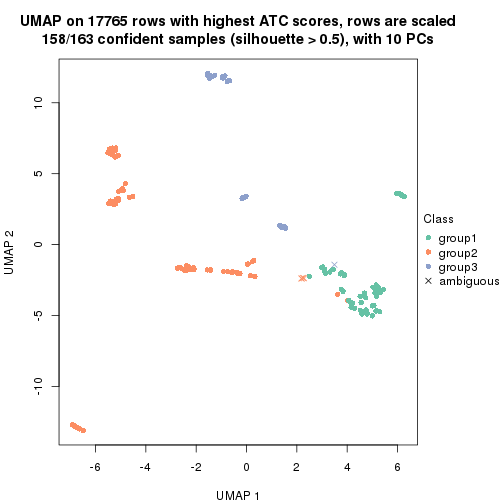 UMAP on 17765 rows with highest ATC scores, rows are scaled
158/163 confident samples (silhouette > 0.5), with 10 PCs
10
5
0
-5
-10
UMAP 2
-6
-4
-2
0
2
4
6
UMAP 1
Class
group1
group2
group3
ambiguous